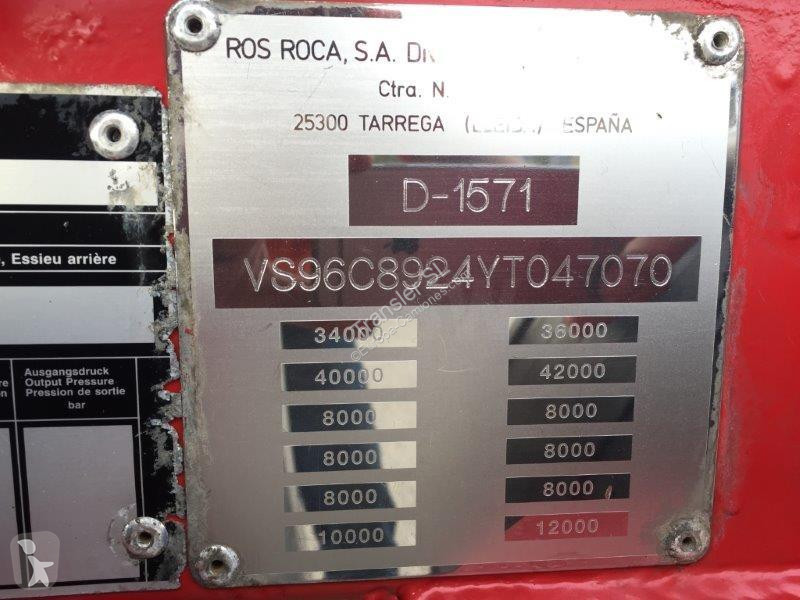 ROS ROCA, S.A.
Ctra. N.
25300 TARREGA ESPAÑA
D-1571
VS96C8924YT047070
34000 36000
40000 42000
8000 8000
8000 8000
8000 8000
10000 12000
, Essieu arrière
Ausgangsdruck
Output Pressure
Pression de sortie
bar